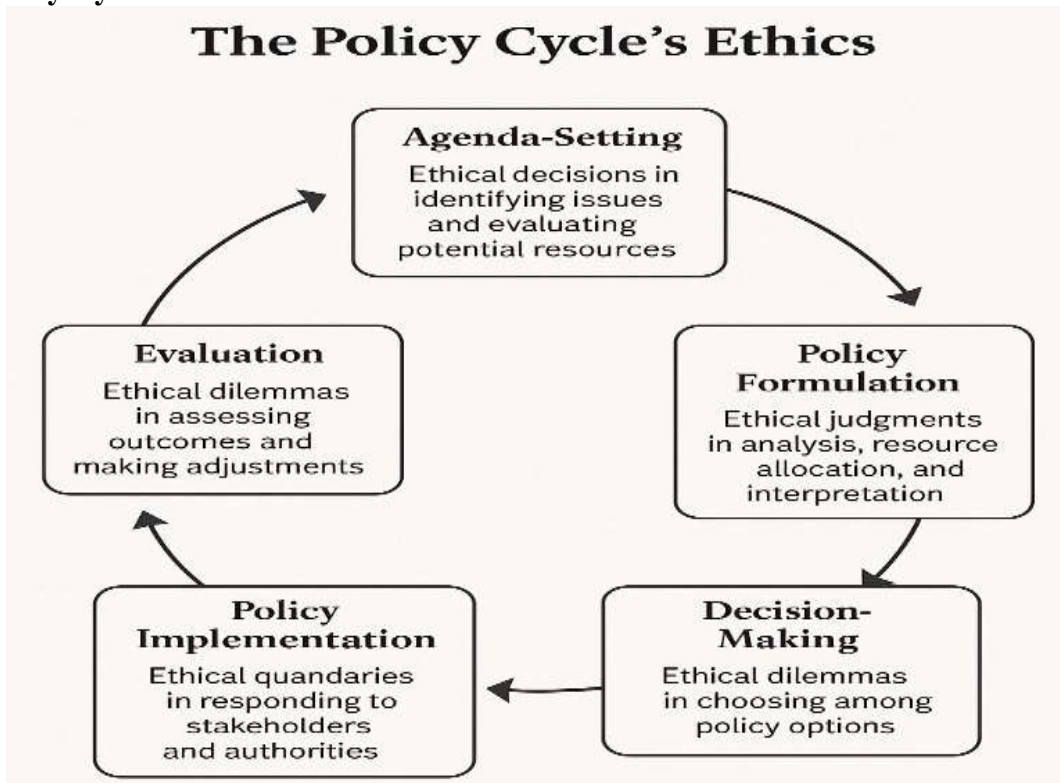 The Policy Cycle's Ethics
Agenda-Setting
Ethical decisions in
identifying issues
and evaluating
potential resources
Policy
Formulation
Ethical judgments
in analysis, resource
allocation, and
interpretation
Decision-
Making
Ethical dilemmas
in choosing among
policy options
Policy
Implementation
Ethical quandaries
in responding to
stakeholders
and authorities
Evaluation
Ethical dilemmas
in assessing
outcomes and
making adjustments